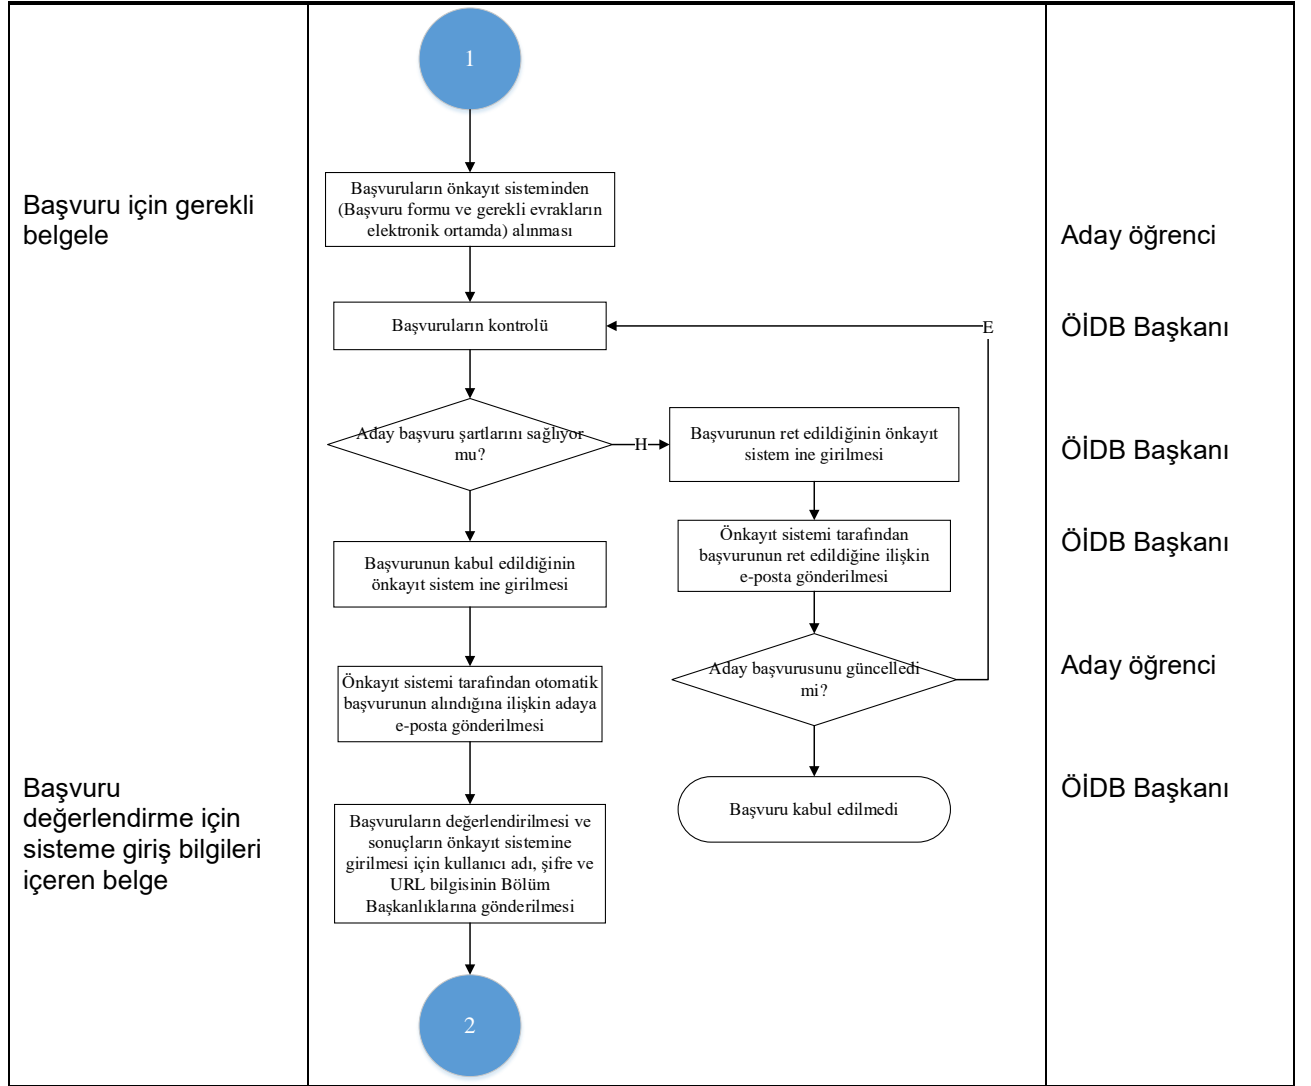 1
Başvuru için gerekli
belgele
Başvuruların önkayıt sisteminden
(Başvuru formu ve gerekli evrakların
elektronik ortamda) alınması
Aday öğrenci
Başvuruların kontrolü
E
ÖİDB Başkanı
Aday başvuru şartlarını sağlıyor
mu?
H
Başvurunun ret edildiğinin önkayıt
sistem ine girilmesi
ÖİDB Başkanı
Başvurunun kabul edildiğinin
önkayıt sistem ine girilmesi
Önkayıt sistemi tarafından
başvurunun ret edildiğine ilişkin
e-posta gönderilmesi
ÖİDB Başkanı
Önkayıt sistemi tarafından otomatik
başvurunun alındığına ilişkin adaya
e-posta gönderilmesi
Aday başvurusunu güncelledi
mi?
Aday öğrenci
Başvuru
değerlendirme için
sisteme giriş bilgileri
içeren belge
Başvuruların değerlendirilmesi ve
sonuçların önkayıt sistemine
girilmesi için kullanıcı adı, şifre ve
URL bilgisinin Bölüm
Başkanlıklarına gönderilmesi
Başvuru kabul edilmedi
ÖİDB Başkanı
2